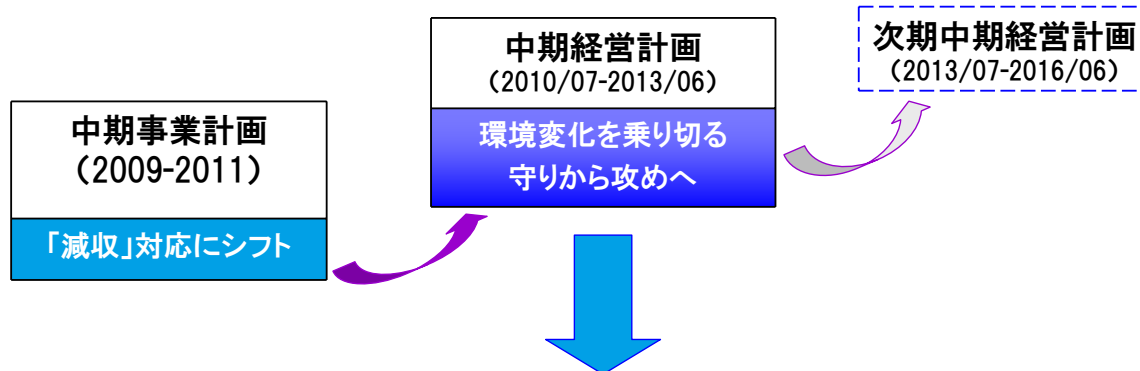 中期事業計画
(2009-2011)
「減収」対応にシフト
中期経営計画
(2010/07-2013/06)
環境変化を乗り切る
守りから攻めへ
次期中期経営計画
(2013/07-2016/06)